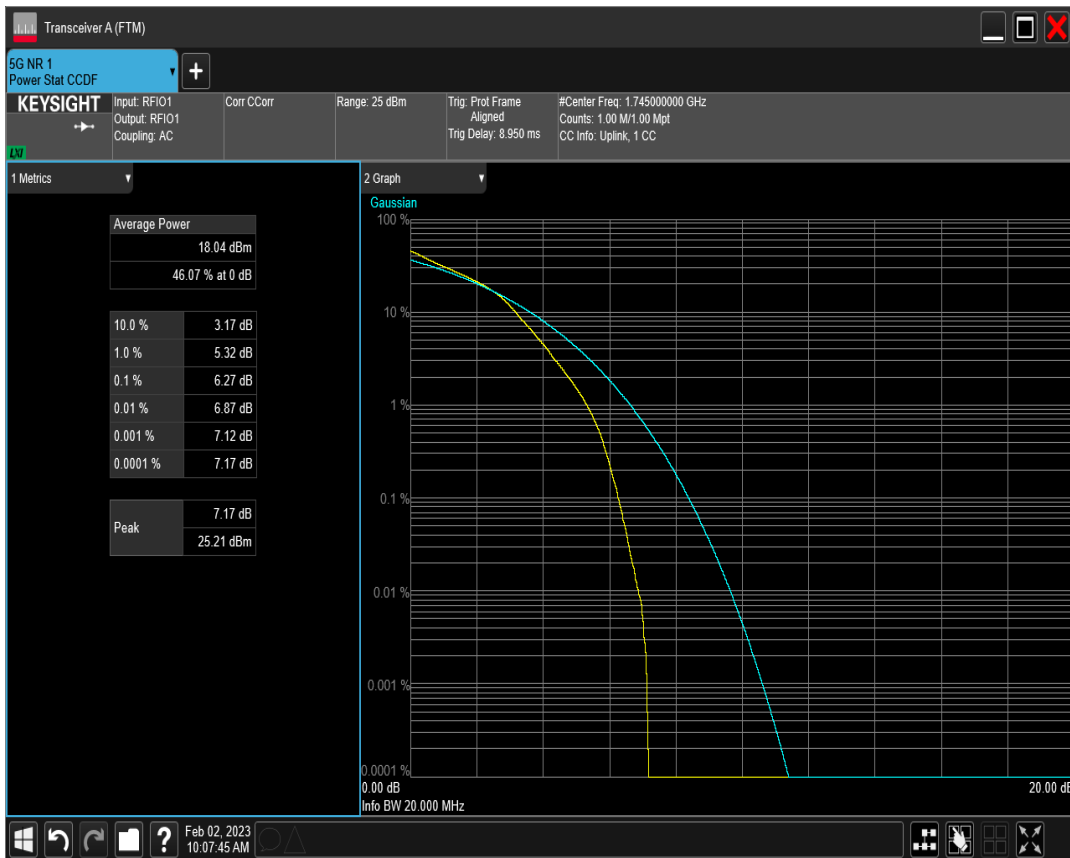 Transceiver A (FTM)
5G NR 1
Power Stat CCDF
+
KEYSIGHT
LXI
Input: RFIO1
Output: RFIO1
Coupling: AC
Corr CCorr
Range: 25 dBm
Trig: Prot Frame
Aligned
Trig Delay: 8.950 ms
#Center Freq: 1.745000000 GHz
Counts: 1.00 M/1.00 Mpt
CC Info: Uplink, 1 CC
1 Metrics
Average Power
18.04 dBm
46.07 % at 0 dB
10.0 % 3.17 dB
1.0 % 5.32 dB
0.1 % 6.27 dB
0.01 % 6.87 dB
0.001 % 7.12 dB
0.0001 % 7.17 dB
Peak
7.17 dB
25.21 dBm
2 Graph
Gaussian
100 %
10 %
1 %
0.1 %
0.01 %
0.001 %
0.0001 %
0.00 dB 20.00 dB
Info BW 20.000 MHz
?
Feb 02, 2023
10:07:45 AM